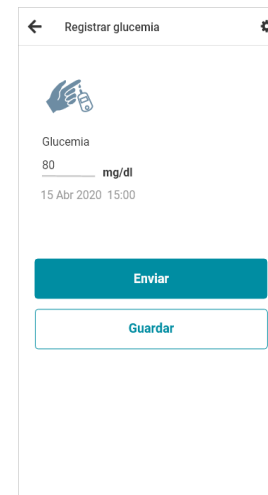 Registrar glucemia
Glucemia
80 mg/dl
15 Abr 2020 15:00
Enviar
Guardar